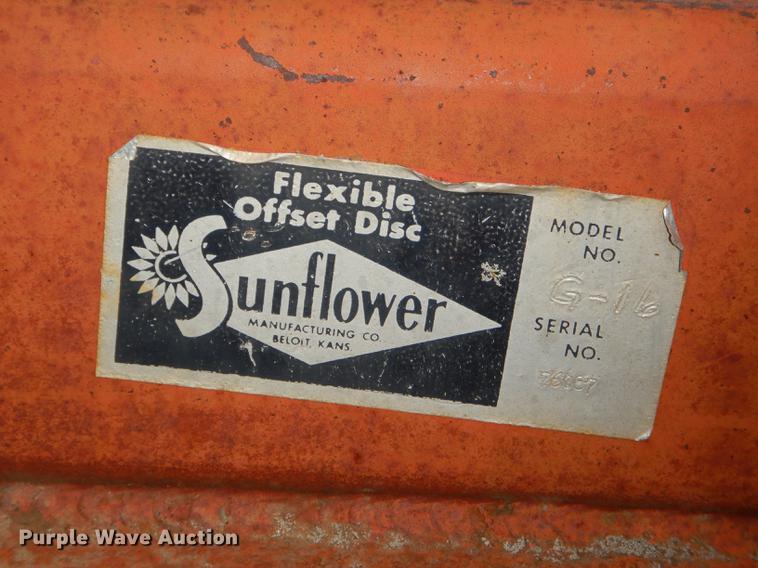 Flexible
Offset Disc
Sunflower
MANUFACTURING CO.
BELOIT, KANS.
MODEL
NO.
G-16
SERIAL
NO.
Purple Wave Auction